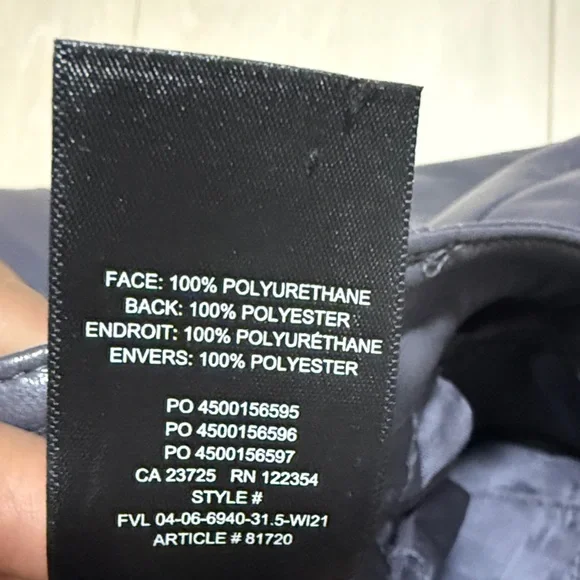 FACE: 100% POLYURETHANE
BACK: 100% POLYESTER
ENDROIT: 100% POLYURÉTHANE
ENVERS: 100% POLYESTER
PO 4500156595
PO 4500156596
PO 4500156597
CA 23725 RN 122354
STYLE #
FVL 04-06-6940-31.5-WI21
ARTICLE # 81720